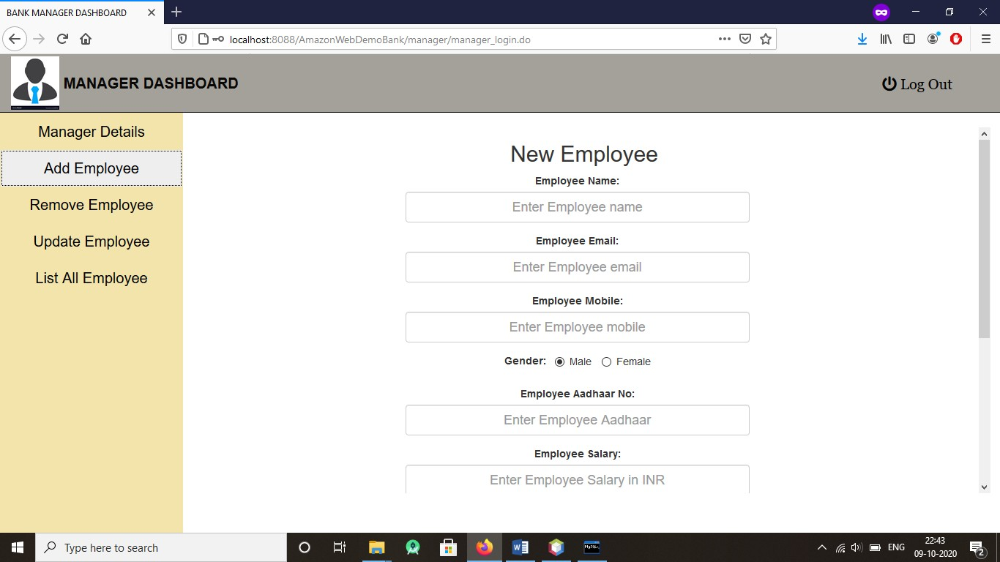 BANK MANAGER DASHBOARD
localhost:8088/AmazonWebDemoBank/manager/manager_login.do
MANAGER DASHBOARD
Log Out
Manager Details
Add Employee
Remove Employee
Update Employee
List All Employee
New Employee
Employee Name:
Enter Employee name
Employee Email:
Enter Employee email
Employee Mobile:
Enter Employee mobile
Gender: Male Female
Employee Aadhaar No:
Enter Employee Aadhaar
Employee Salary:
Enter Employee Salary in INR
Type here to search
MySQL
ENG
22:43
09-10-2020
2